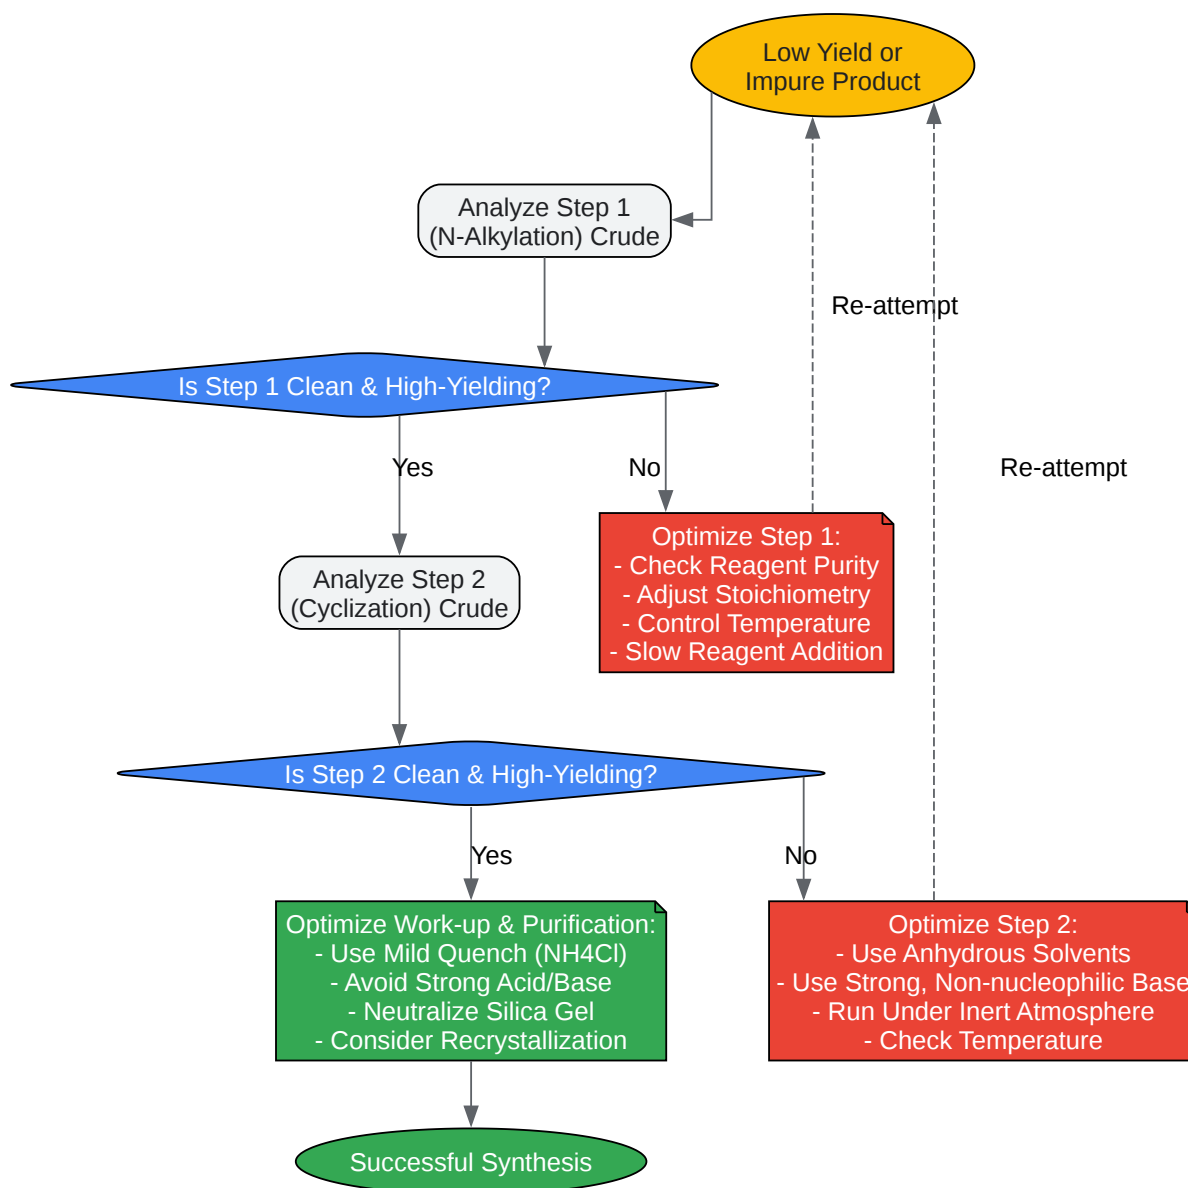 Low Yield or
Impure Product
Analyze Step 1
(N-Alkylation) Crude
Re-attempt
Is Step 1 Clean & High-Yielding?
Yes
No
Re-attempt
Optimize Step 1:
- Check Reagent Purity
- Adjust Stoichiometry
- Control Temperature
- Slow Reagent Addition
Analyze Step 2
(Cyclization) Crude
Is Step 2 Clean & High-Yielding?
Yes
No
Optimize Work-up & Purification:
- Use Mild Quench (NH4Cl)
- Avoid Strong Acid/Base
- Neutralize Silica Gel
- Consider Recrystallization
Optimize Step 2:
- Use Anhydrous Solvents
- Use Strong, Non-nucleophilic Base
- Run Under Inert Atmosphere
- Check Temperature
Successful Synthesis